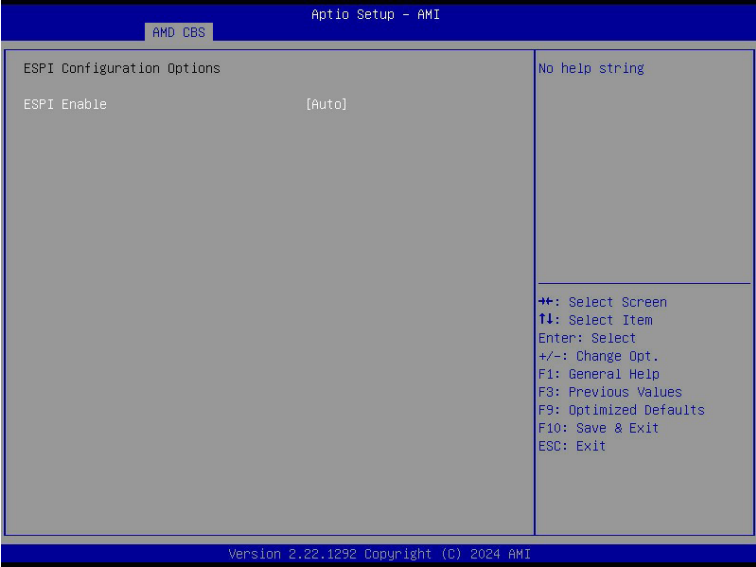 Aptio Setup – AMI
AMD CBS
ESPI Configuration Options
ESPI Enable [Auto]
No help string
→←: Select Screen
↑↓: Select Item
Enter: Select
+/-: Change Opt.
F1: General Help
F3: Previous Values
F9: Optimized Defaults
F10: Save & Exit
ESC: Exit
Version 2.22.1292 Copyright (C) 2024 AMI